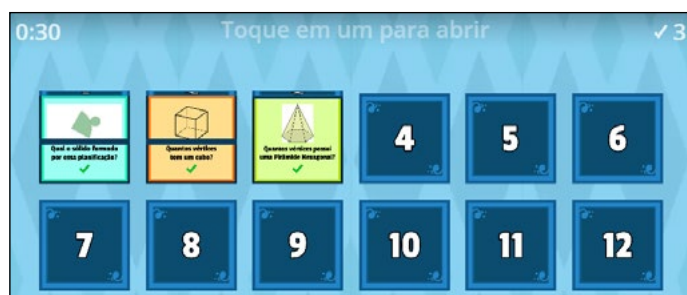 0:30
Toque em um para abrir
✓ 3
Qual o sólido formado
por essa planificação?
✓
Quantos vértices
tem um cubo?
✓
Quantos vértices possui
uma Pirâmide Hexagonal?
✓
4
5
6
7
8
9
10
11
12